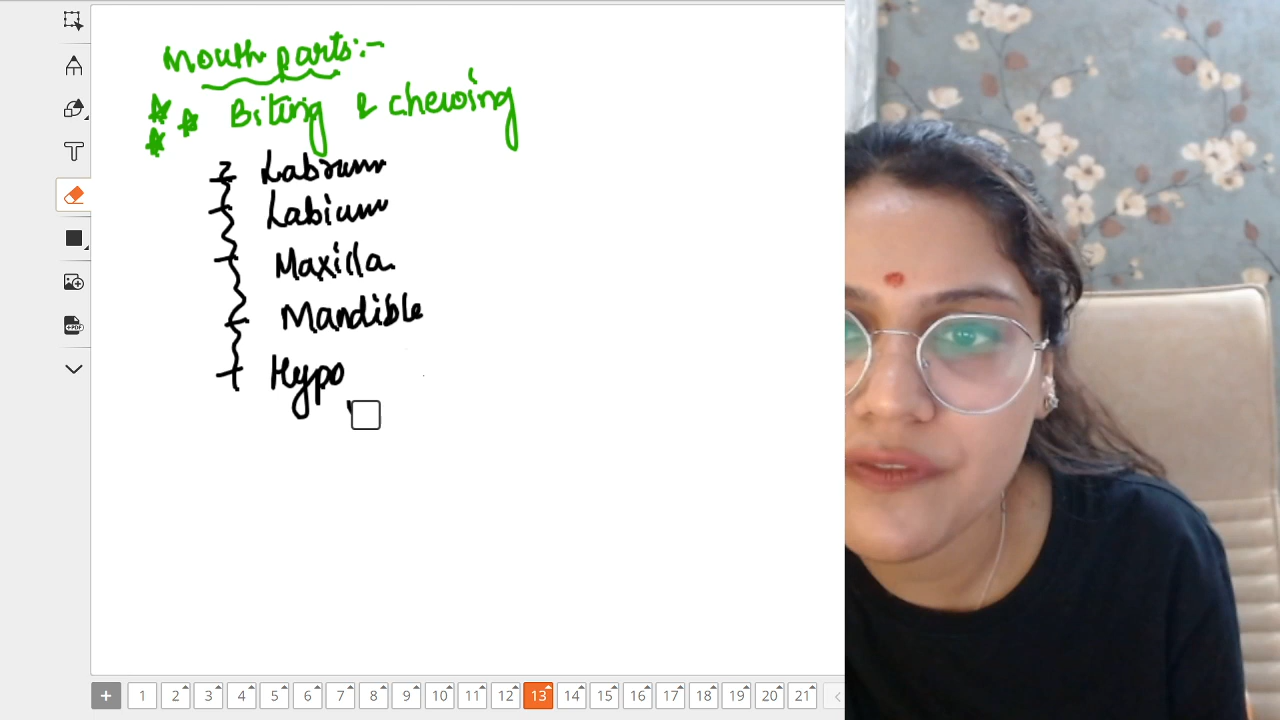 Mouth parts:-
Biting & chewing
Labrum
Labium
Maxilla
Mandible
Hypo
T
PDF
+ 1 2 3 4 5 6 7 8 9 10 11 12 13 14 15 16 17 18 19 20 21 <